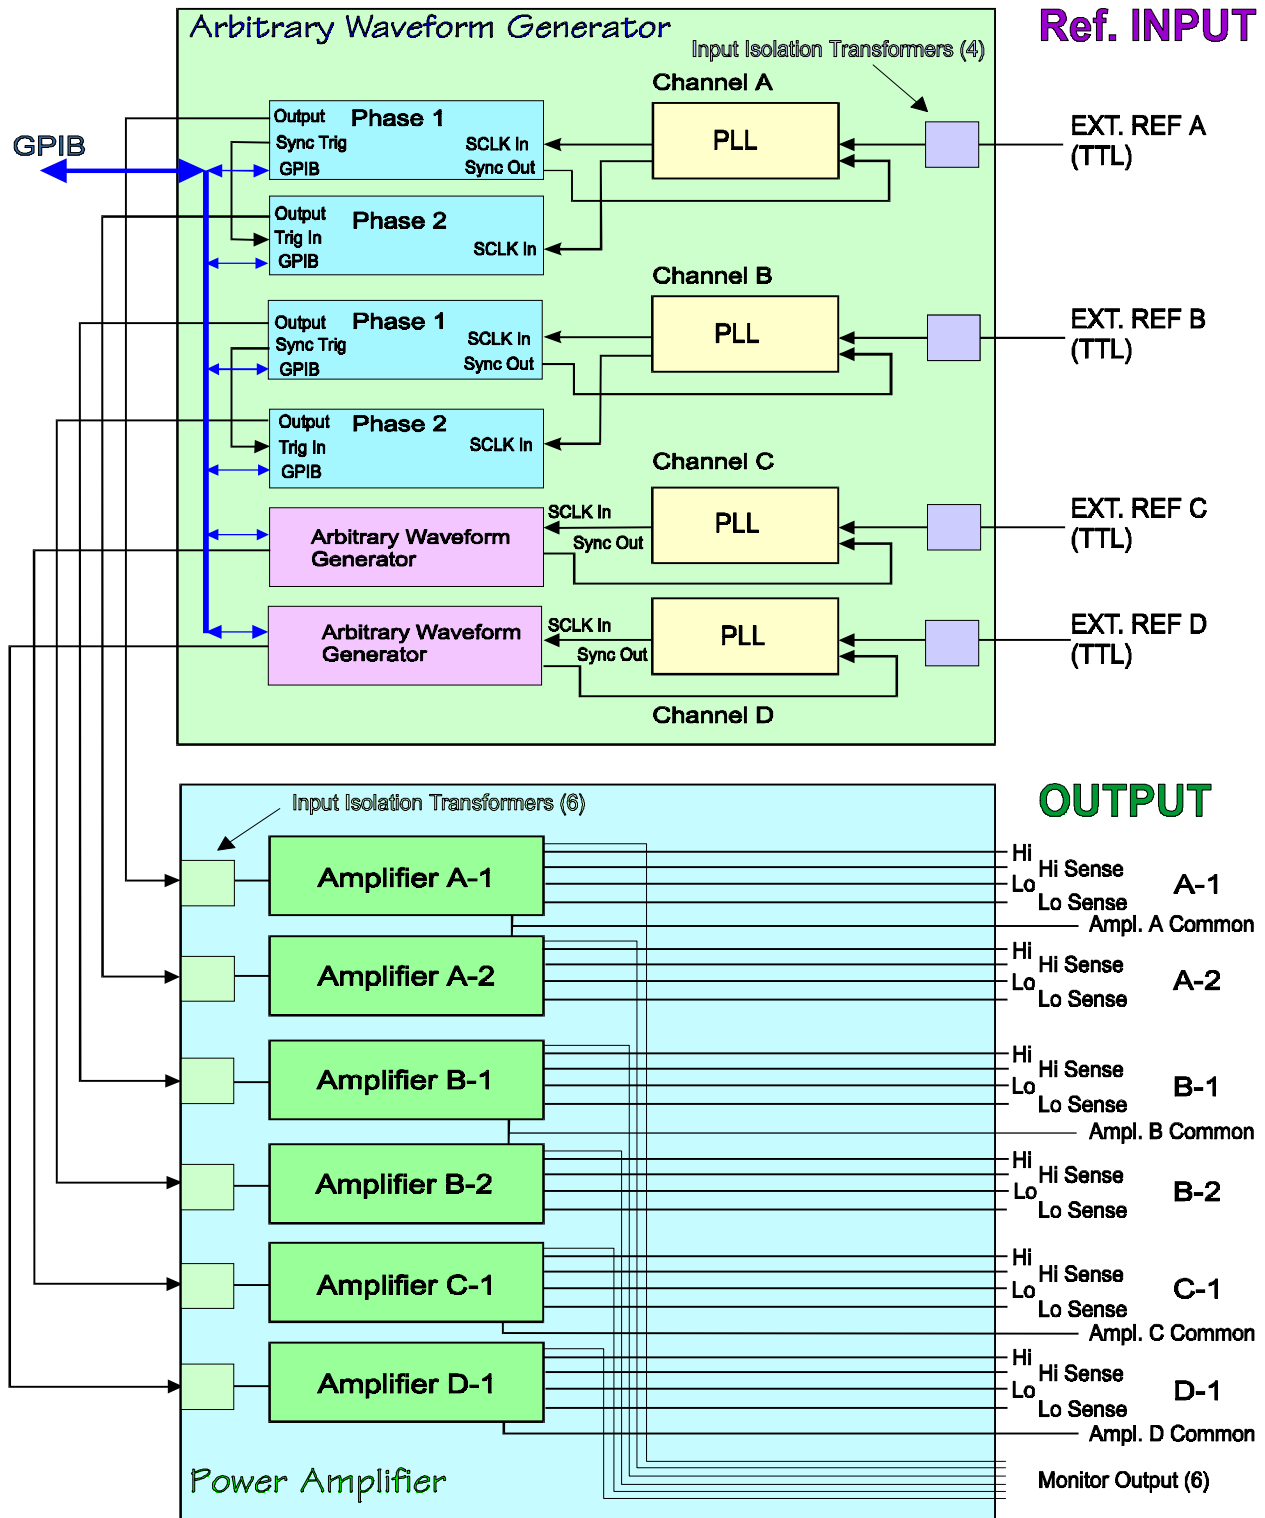 Arbitrary Waveform Generator
Ref. INPUT
Input Isolation Transformers (4)
Channel A
Output
Phase 1
Sync Trig
SCLK In
GPIB
Sync Out
PLL
EXT. REF A
(TTL)
GPIB
Output
Phase 2
Trig In
SCLK In
GPIB
Channel B
Output
Phase 1
Sync Trig
SCLK In
GPIB
Sync Out
PLL
EXT. REF B
(TTL)
Output
Phase 2
Trig In
SCLK In
GPIB
Channel C
SCLK In
Arbitrary Waveform
Generator
Sync Out
PLL
EXT. REF C
(TTL)
SCLK In
Arbitrary Waveform
Generator
Sync Out
PLL
EXT. REF D
(TTL)
Channel D
Input Isolation Transformers (6)
OUTPUT
Amplifier A-1
Hi
Hi Sense
Lo
Lo Sense
A-1
Ampl. A Common
Amplifier A-2
Hi
Hi Sense
Lo
Lo Sense
A-2
Amplifier B-1
Hi
Hi Sense
Lo
Lo Sense
B-1
Ampl. B Common
Amplifier B-2
Hi
Hi Sense
Lo
Lo Sense
B-2
Amplifier C-1
Hi
Hi Sense
Lo
Lo Sense
C-1
Ampl. C Common
Amplifier D-1
Hi
Hi Sense
Lo
Lo Sense
D-1
Ampl. D Common
Power Amplifier
Monitor Output (6)